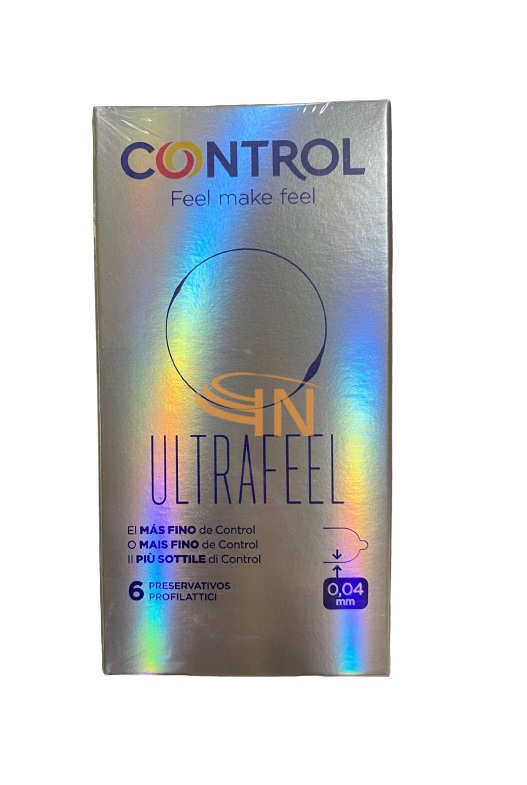 CONTROL
Feel make feel
IN
ULTRAFEEL
El MÁS FINO de Control
O MAIS FINO de Control
Il PIÙ SOTTILE di Control
6 PRESERVATIVOS
PROFILATTICI
0,04
mm